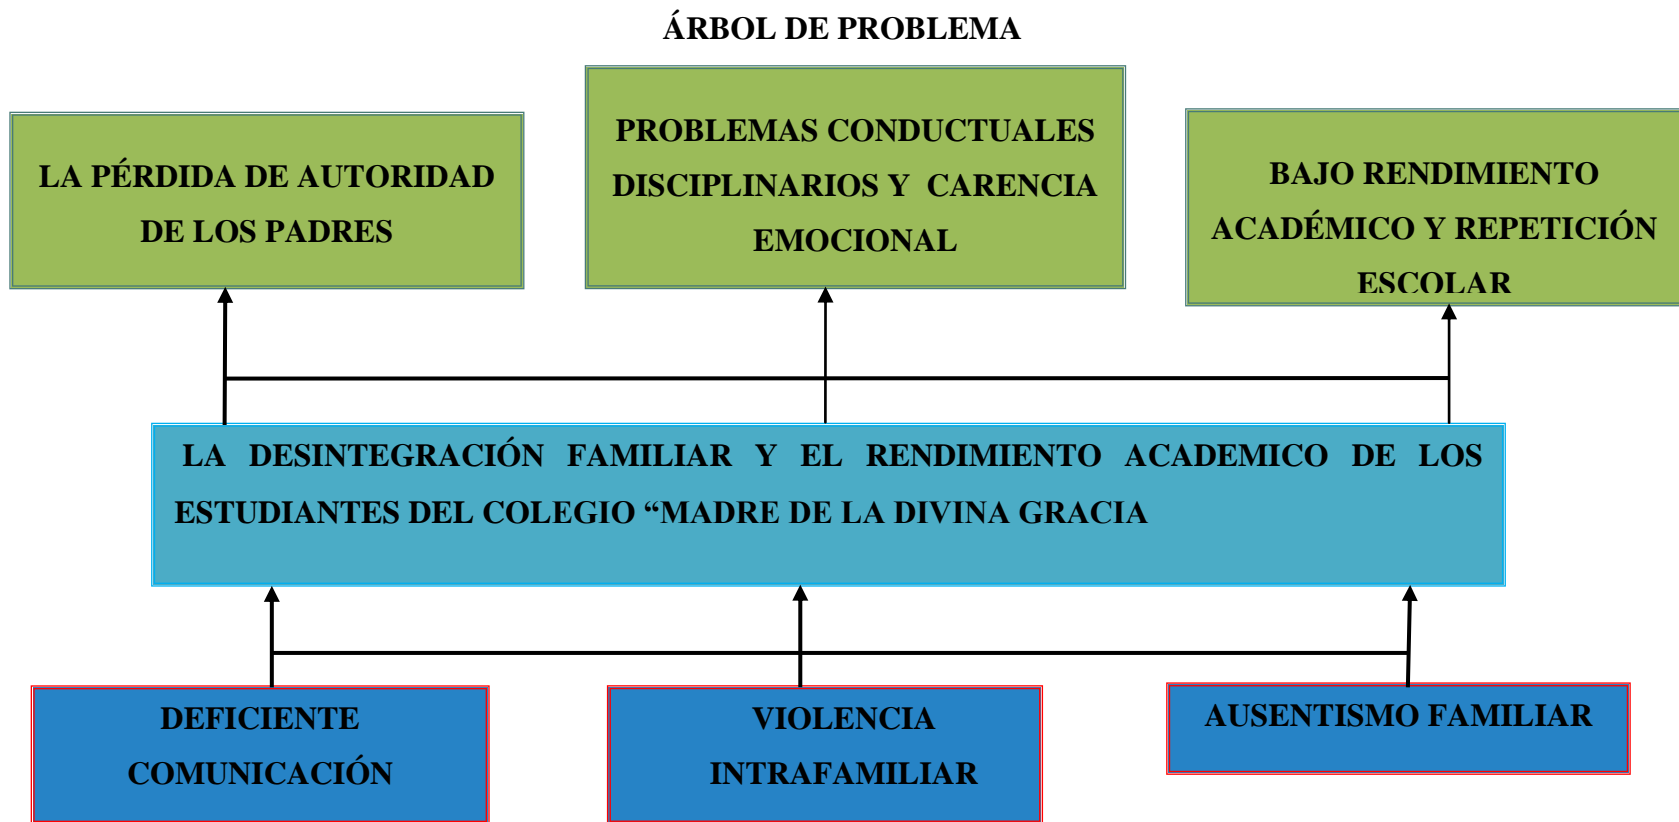 ÁRBOL DE PROBLEMA
LA PÉRDIDA DE AUTORIDAD
DE LOS PADRES
PROBLEMAS CONDUCTUALES
DISCIPLINARIOS Y CARENCIA
EMOCIONAL
BAJO RENDIMIENTO
ACADÉMICO Y REPETICIÓN
ESCOLAR
LA DESINTEGRACIÓN FAMILIAR Y EL RENDIMIENTO ACADEMICO DE LOS
ESTUDIANTES DEL COLEGIO “MADRE DE LA DIVINA GRACIA
DEFICIENTE
COMUNICACIÓN
VIOLENCIA
INTRAFAMILIAR
AUSENTISMO FAMILIAR